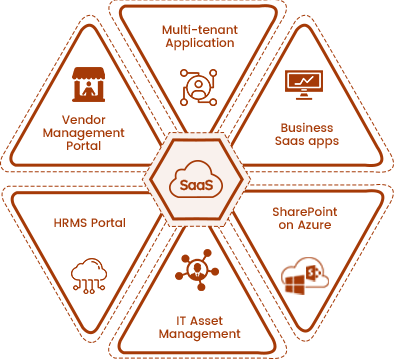 Multi-tenant
Application
Vendor
Management
Portal
Business
Saas apps
SaaS
HRMS Portal
SharePoint
on Azure
IT Asset
Management